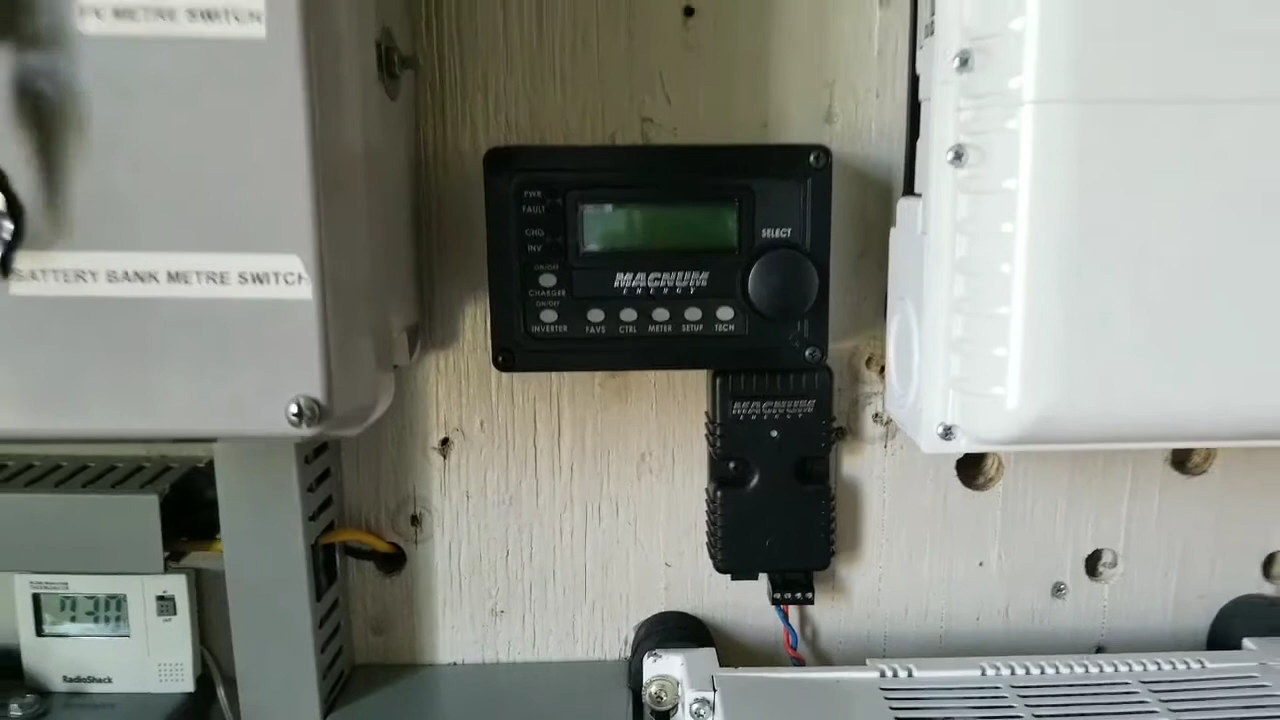 PV METRE SWITCH
BATTERY BANK METRE SWITCH
PWR
FAULT
CHG
INV
SELECT
MAGNUM
ENERGY
ON/OFF
CHARGER
ON/OFF
INVERTER
FAVS
CTRL
METER
SETUP
TECH
MAGNUM
ENERGY
RadioShack